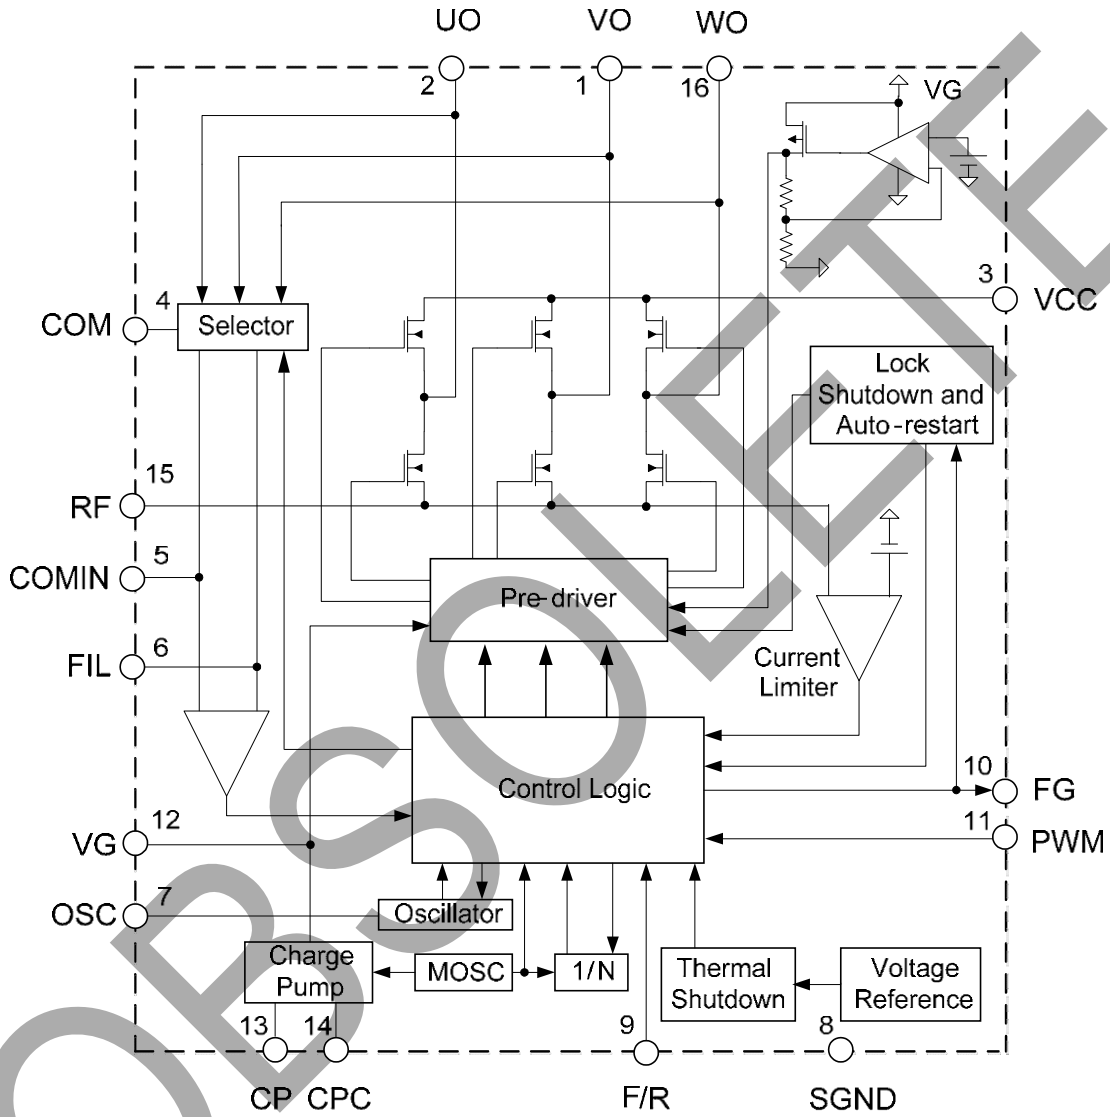 UO
VO
WO
2
1
16
VG
3
VCC
4
COM
Selector
Lock
Shutdown and
Auto-restart
15
RF
5
COMIN
Pre-driver
6
FIL
Current
Limiter
Control Logic
10
FG
12
VG
11
PWM
7
OSC
Oscillator
Charge
Pump
MOSC
1/N
Thermal
Shutdown
Voltage
Reference
13
14
9
8
CP
CPC
F/R
SGND
OBSOLETE